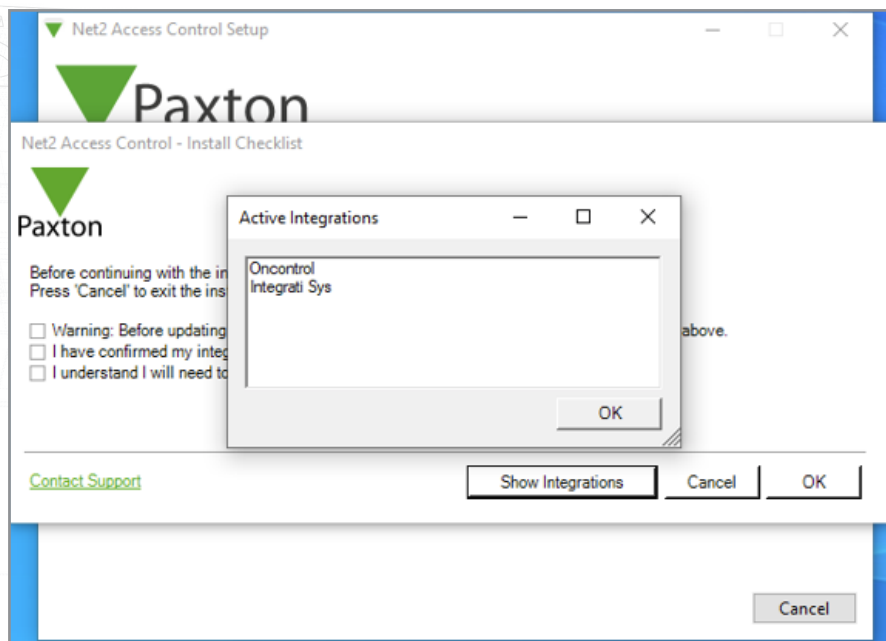 Net2 Access Control Setup
Paxton
Net2 Access Control - Install Checklist
Paxton
Active Integrations
Oncontrol
Integrati Sys
OK
Before continuing with the in
Press 'Cancel' to exit the ins
Warning: Before updating above.
I have confirmed my integ
I understand I will need to
Contact Support
Show Integrations
Cancel
OK
Cancel